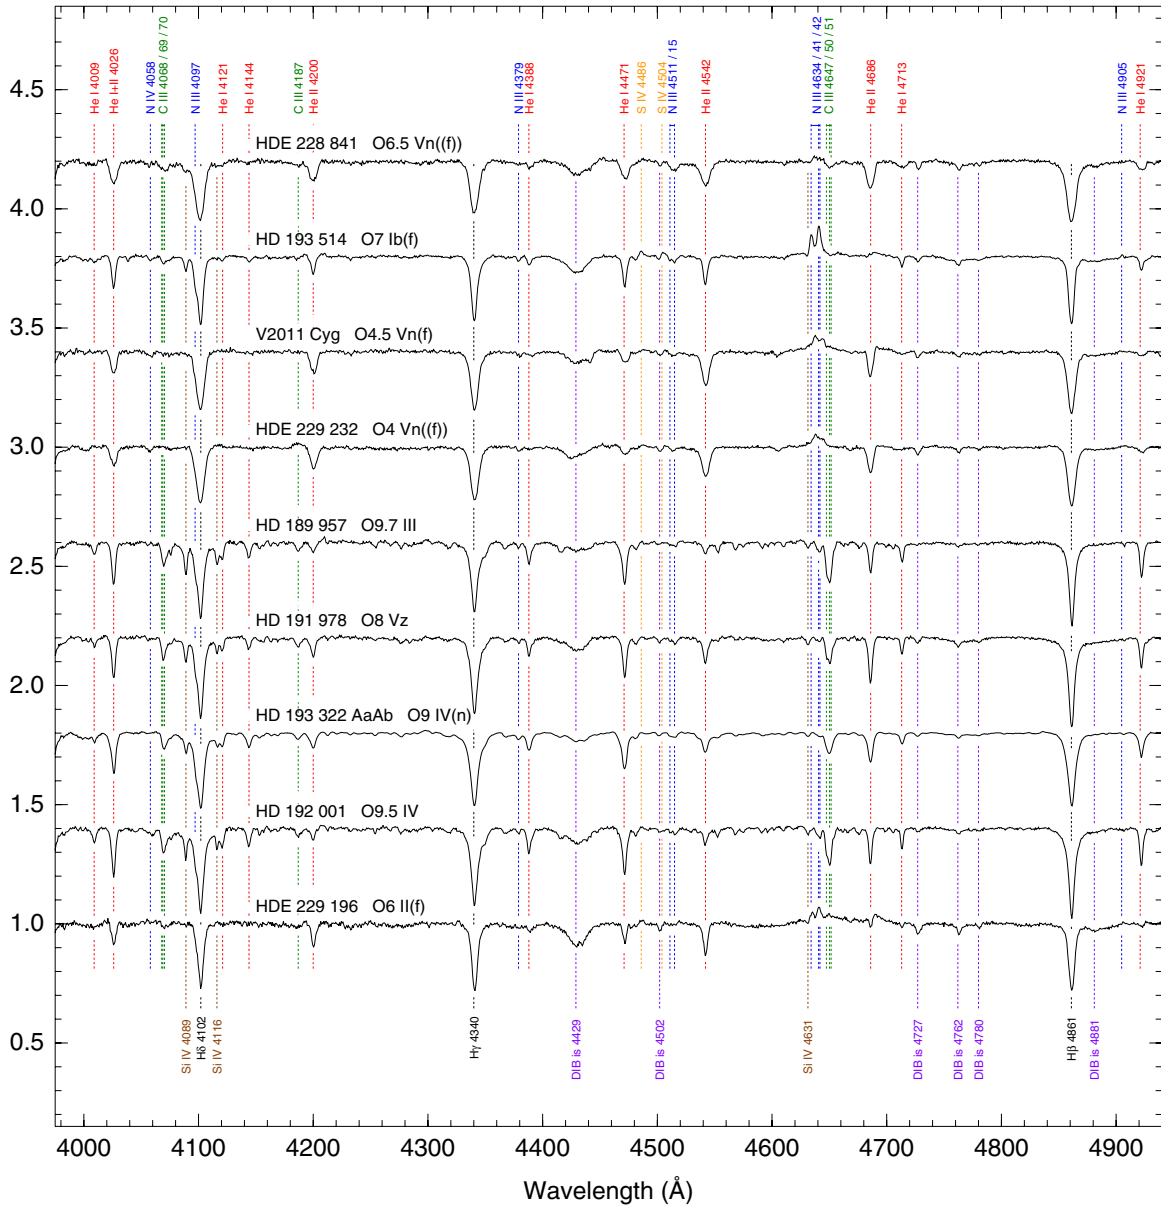 He I 4009
He I+II 4026
N IV 4058
C III 4068 / 69 / 70
N III 4097
He I 4121
He I 4144
C III 4187
He II 4200
N III 4379
He I 4388
He I 4471
S IV 4486
S IV 4504
N III 4511 / 15
He II 4542
N III 4634 / 41 / 42
C III 4647 / 50 / 51
He II 4686
He I 4713
N III 4905
He I 4921
4.5
HDE 228 841 O6.5 Vn((f))
4.0
HD 193 514 O7 Ib(f)
3.5
V2011 Cyg O4.5 Vn(f)
HDE 229 232 O4 Vn((f))
3.0
HD 189 957 O9.7 III
2.5
HD 191 978 O8 Vz
2.0
HD 193 322 AaAb O9 IV(n)
1.5
HD 192 001 O9.5 IV
HDE 229 196 O6 II(f)
1.0
0.5
Si IV 4089
Hδ 4102
Si IV 4116
Hγ 4340
DIB is 4429
DIB is 4502
Si IV 4631
DIB is 4727
DIB is 4762
DIB is 4780
Hβ 4861
DIB is 4881
4000 4100 4200 4300 4400 4500 4600 4700 4800 4900
Wavelength (Å)